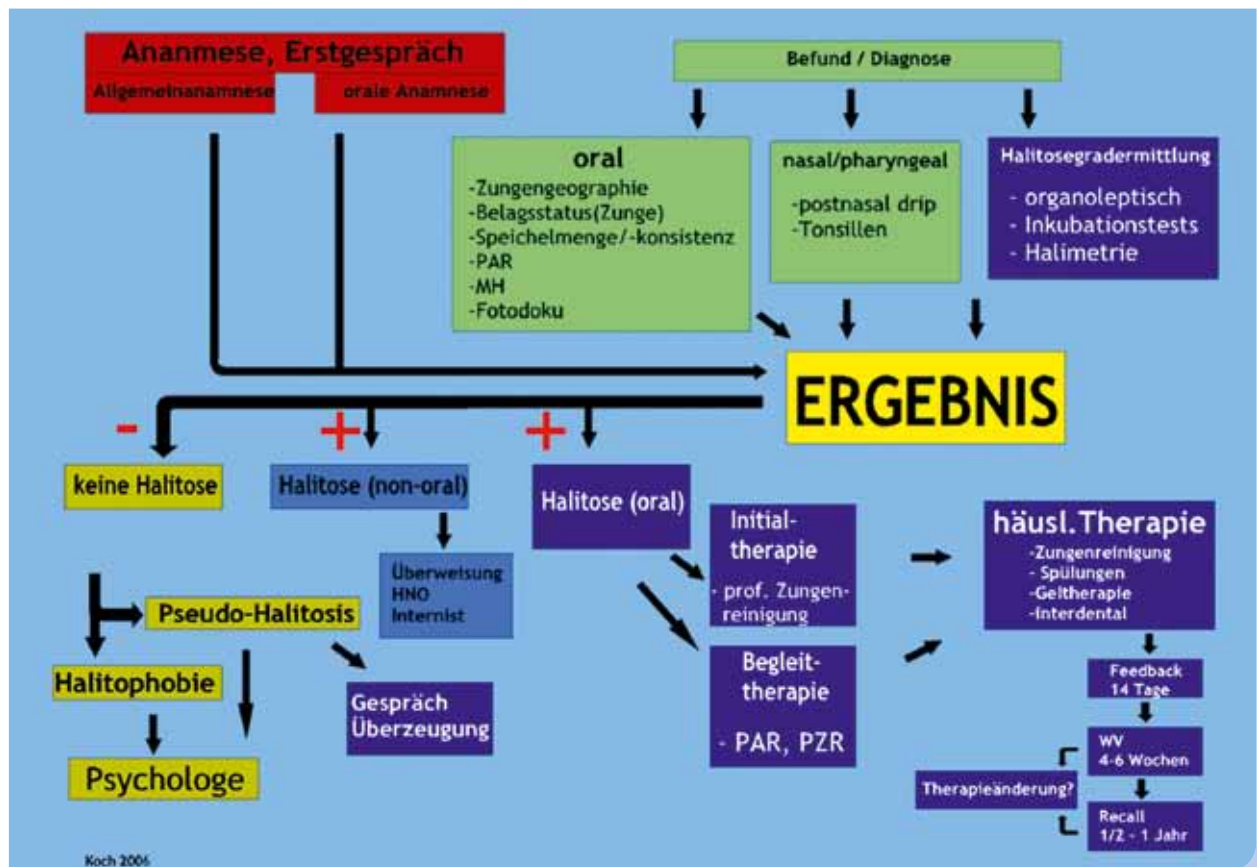 Ananmese, Erstgespräch
Allgemeinanamnese
orale Anamnese
Befund / Diagnose
oral
-Zungengeographie
-Belagsstatus(Zunge)
-Speichelmenge/-konsistenz
-PAR
-MH
-Fotodoku
nasal/pharyngeal
-postnasal drip
-Tonsillen
Halitosegradermittlung
- organoleptisch
- Inkubationstests
- Halimetrie
ERGEBNIS
-
+
+
keine Halitose
Halitose (non-oral)
Halitose (oral)
Überweisung
HNO
Internist
Pseudo-Halitosis
Halitophobie
Psychologe
Gespräch
Überzeugung
Initial-
therapie
- prof. Zungen-
reinigung
Begleit-
therapie
- PAR, PZR
häusl.Therapie
-Zungenreinigung
- Spülungen
-Geltherapie
-Interdental
Feedback
14 Tage
WV
4-6 Wochen
Therapieänderung?
Recall
1/2 - 1 Jahr
Koch 2006